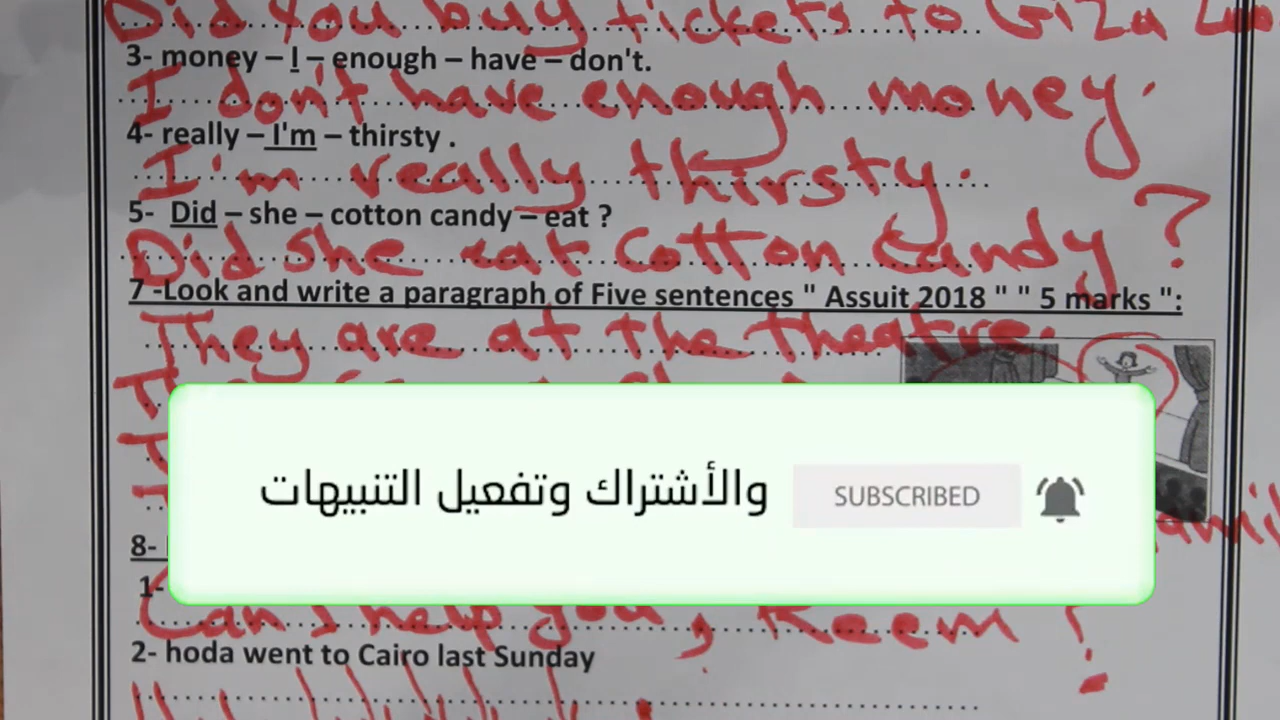 Did you buy tickets to Giza Zoo
3- money – I – enough – have – don't.
I don't have enough money.
4- really – I'm – thirsty .
I'm really thirsty.
5- Did – she – cotton candy – eat ?
Did she eat cotton candy ?
7 -Look and write a paragraph of Five sentences " Assuit 2018 " " 5 marks ":
They are at the theatre.
والأشتراك وتفعيل التنبيهات SUBSCRIBED
8-
1-
Can I help you, Reem ?
2- hoda went to Cairo last Sunday